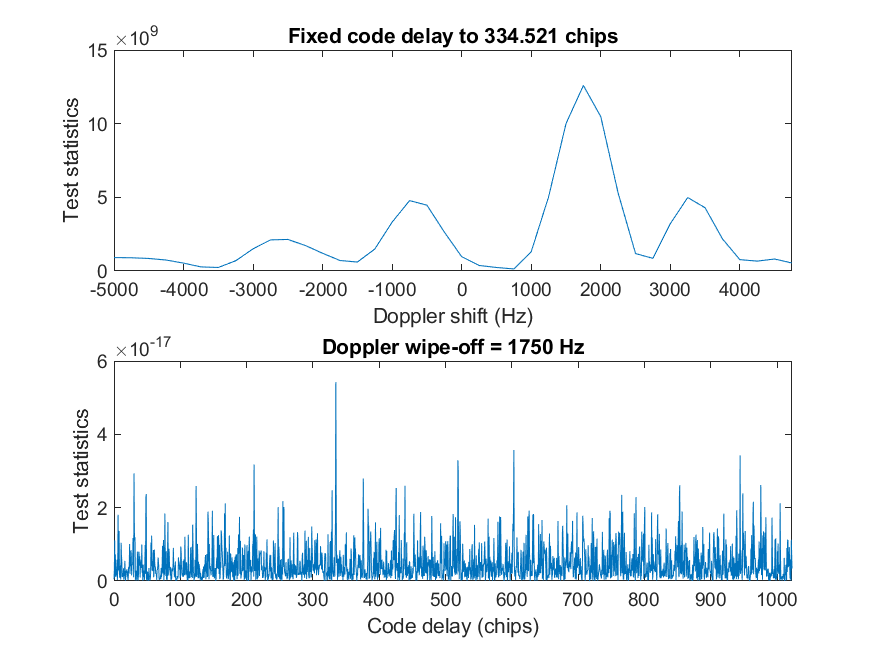 ×10^9
Fixed code delay to 334.521 chips
15
10
5
0
Test statistics
-5000 -4000 -3000 -2000 -1000 0 1000 2000 3000 4000
Doppler shift (Hz)
×10^-17
Doppler wipe-off = 1750 Hz
6
4
2
0
Test statistics
0 100 200 300 400 500 600 700 800 900 1000
Code delay (chips)